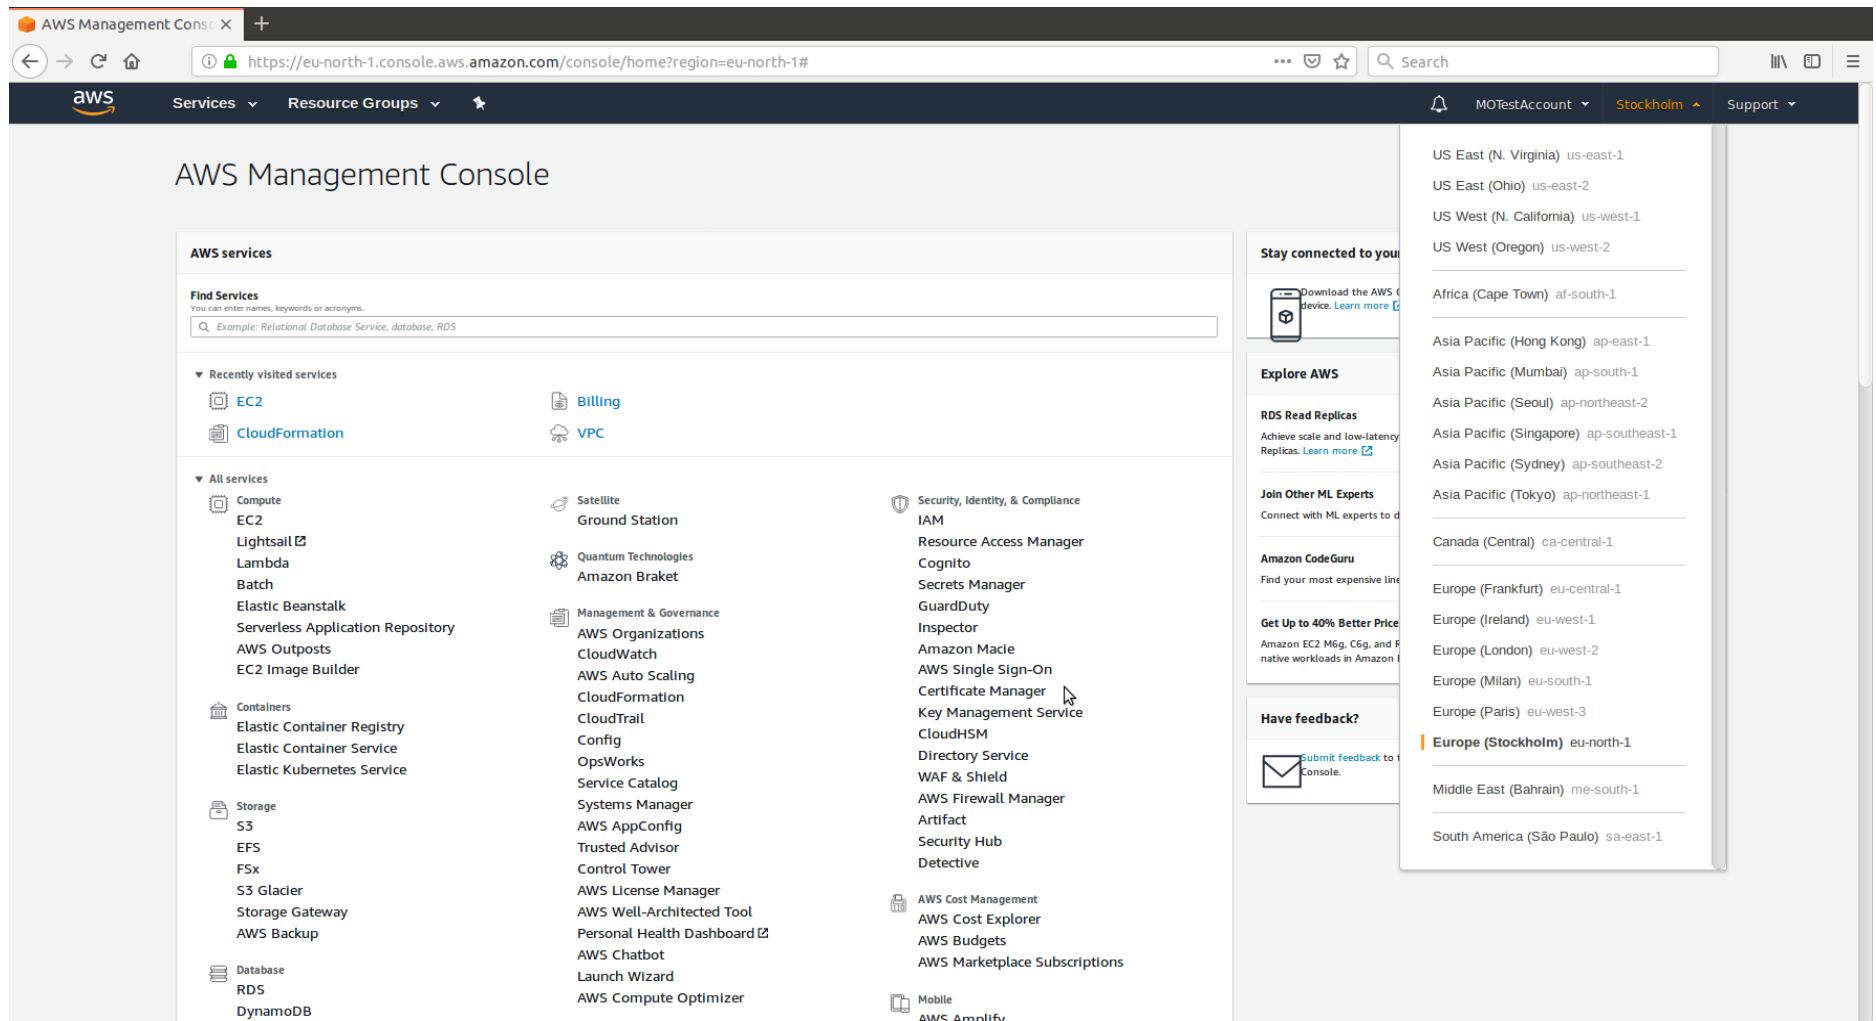 AWS Management Cons
https://eu-north-1.console.aws.amazon.com/console/home?region=eu-north-1#
Search
aws
Services
Resource Groups
MOTestAccount
Stockholm
Support
AWS Management Console
AWS services
Find Services
You can enter names, keywords or acronyms.
Example: Relational Database Service, database, RDS
Recently visited services
EC2
Billing
CloudFormation
VPC
All services
Compute
EC2
Lightsail
Lambda
Batch
Elastic Beanstalk
Serverless Application Repository
AWS Outposts
EC2 Image Builder
Containers
Elastic Container Registry
Elastic Container Service
Elastic Kubernetes Service
Storage
S3
EFS
FSx
S3 Glacier
Storage Gateway
AWS Backup
Database
RDS
DynamoDB
Satellite
Ground Station
Quantum Technologies
Amazon Braket
Management & Governance
AWS Organizations
CloudWatch
AWS Auto Scaling
CloudFormation
CloudTrail
Config
OpsWorks
Service Catalog
Systems Manager
AWS AppConfig
Trusted Advisor
Control Tower
AWS License Manager
AWS Well-Architected Tool
Personal Health Dashboard
AWS Chatbot
Launch Wizard
AWS Compute Optimizer
Security, Identity, & Compliance
IAM
Resource Access Manager
Cognito
Secrets Manager
GuardDuty
Inspector
Amazon Macie
AWS Single Sign-On
Certificate Manager
Key Management Service
CloudHSM
Directory Service
WAF & Shield
AWS Firewall Manager
Artifact
Security Hub
Detective
AWS Cost Management
AWS Cost Explorer
AWS Budgets
AWS Marketplace Subscriptions
Mobile
AWS Amplify
Stay connected to your
Download the AWS
device. Learn more
Explore AWS
RDS Read Replicas
Achieve scale and low-latency
Replicas. Learn more
Join Other ML Experts
Connect with ML experts to
Amazon CodeGuru
Find your most expensive line
Get Up to 40% Better Price
Amazon EC2 M6g, C6g, and
native workloads in Amazon
Have feedback?
Submit feedback to
Console.
US East (N. Virginia) us-east-1
US East (Ohio) us-east-2
US West (N. California) us-west-1
US West (Oregon) us-west-2
Africa (Cape Town) af-south-1
Asia Pacific (Hong Kong) ap-east-1
Asia Pacific (Mumbai) ap-south-1
Asia Pacific (Seoul) ap-northeast-2
Asia Pacific (Singapore) ap-southeast-1
Asia Pacific (Sydney) ap-southeast-2
Asia Pacific (Tokyo) ap-northeast-1
Canada (Central) ca-central-1
Europe (Frankfurt) eu-central-1
Europe (Ireland) eu-west-1
Europe (London) eu-west-2
Europe (Milan) eu-south-1
Europe (Paris) eu-west-3
Europe (Stockholm) eu-north-1
Middle East (Bahrain) me-south-1
South America (São Paulo) sa-east-1